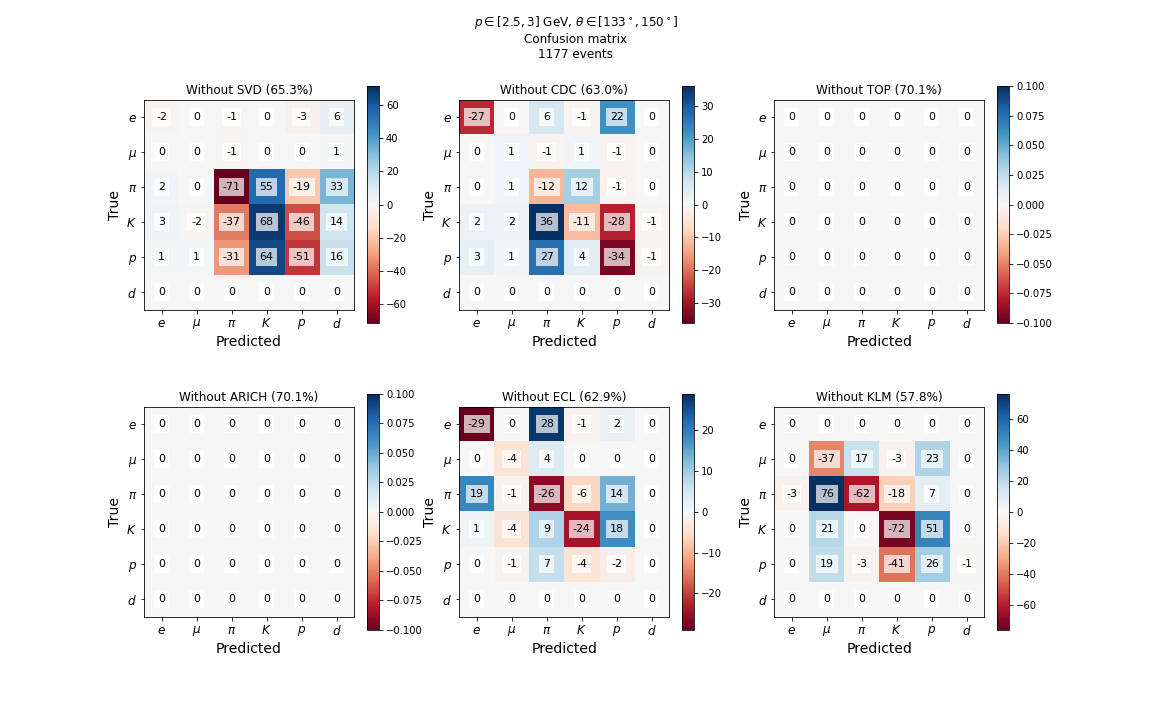 p ∈ [2.5, 3] GeV, θ ∈ [133°, 150°]
Confusion matrix
1177 events
Without SVD (65.3%)
True
e -2 0 -1 0 -3 6
μ 0 0 -1 0 0 1
π 2 0 -71 55 -19 33
K 3 -2 -37 68 -46 14
p 1 1 -31 64 -51 16
d 0 0 0 0 0 0
e μ π K p d
Predicted
60
40
20
0
−20
−40
−60
Without CDC (63.0%)
True
e -27 0 6 -1 22 0
μ 0 1 -1 1 -1 0
π 0 1 -12 12 -1 0
K 2 2 36 -11 -28 -1
p 3 1 27 4 -34 -1
d 0 0 0 0 0 0
e μ π K p d
Predicted
30
20
10
0
−10
−20
−30
Without TOP (70.1%)
True
e 0 0 0 0 0 0
μ 0 0 0 0 0 0
π 0 0 0 0 0 0
K 0 0 0 0 0 0
p 0 0 0 0 0 0
d 0 0 0 0 0 0
e μ π K p d
Predicted
0.100
0.075
0.050
0.025
0.000
−0.025
−0.050
−0.075
−0.100
Without ARICH (70.1%)
True
e 0 0 0 0 0 0
μ 0 0 0 0 0 0
π 0 0 0 0 0 0
K 0 0 0 0 0 0
p 0 0 0 0 0 0
d 0 0 0 0 0 0
e μ π K p d
Predicted
0.100
0.075
0.050
0.025
0.000
−0.025
−0.050
−0.075
−0.100
Without ECL (62.9%)
True
e -29 0 28 -1 2 0
μ 0 -4 4 0 0 0
π 19 -1 -26 -6 14 0
K 1 -4 9 -24 18 0
p 0 -1 7 -4 -2 0
d 0 0 0 0 0 0
e μ π K p d
Predicted
20
10
0
−10
−20
Without KLM (57.8%)
True
e 0 0 0 0 0 0
μ 0 -37 17 -3 23 0
π -3 76 -62 -18 7 0
K 0 21 0 -72 51 0
p 0 19 -3 -41 26 -1
d 0 0 0 0 0 0
e μ π K p d
Predicted
60
40
20
0
−20
−40
−60